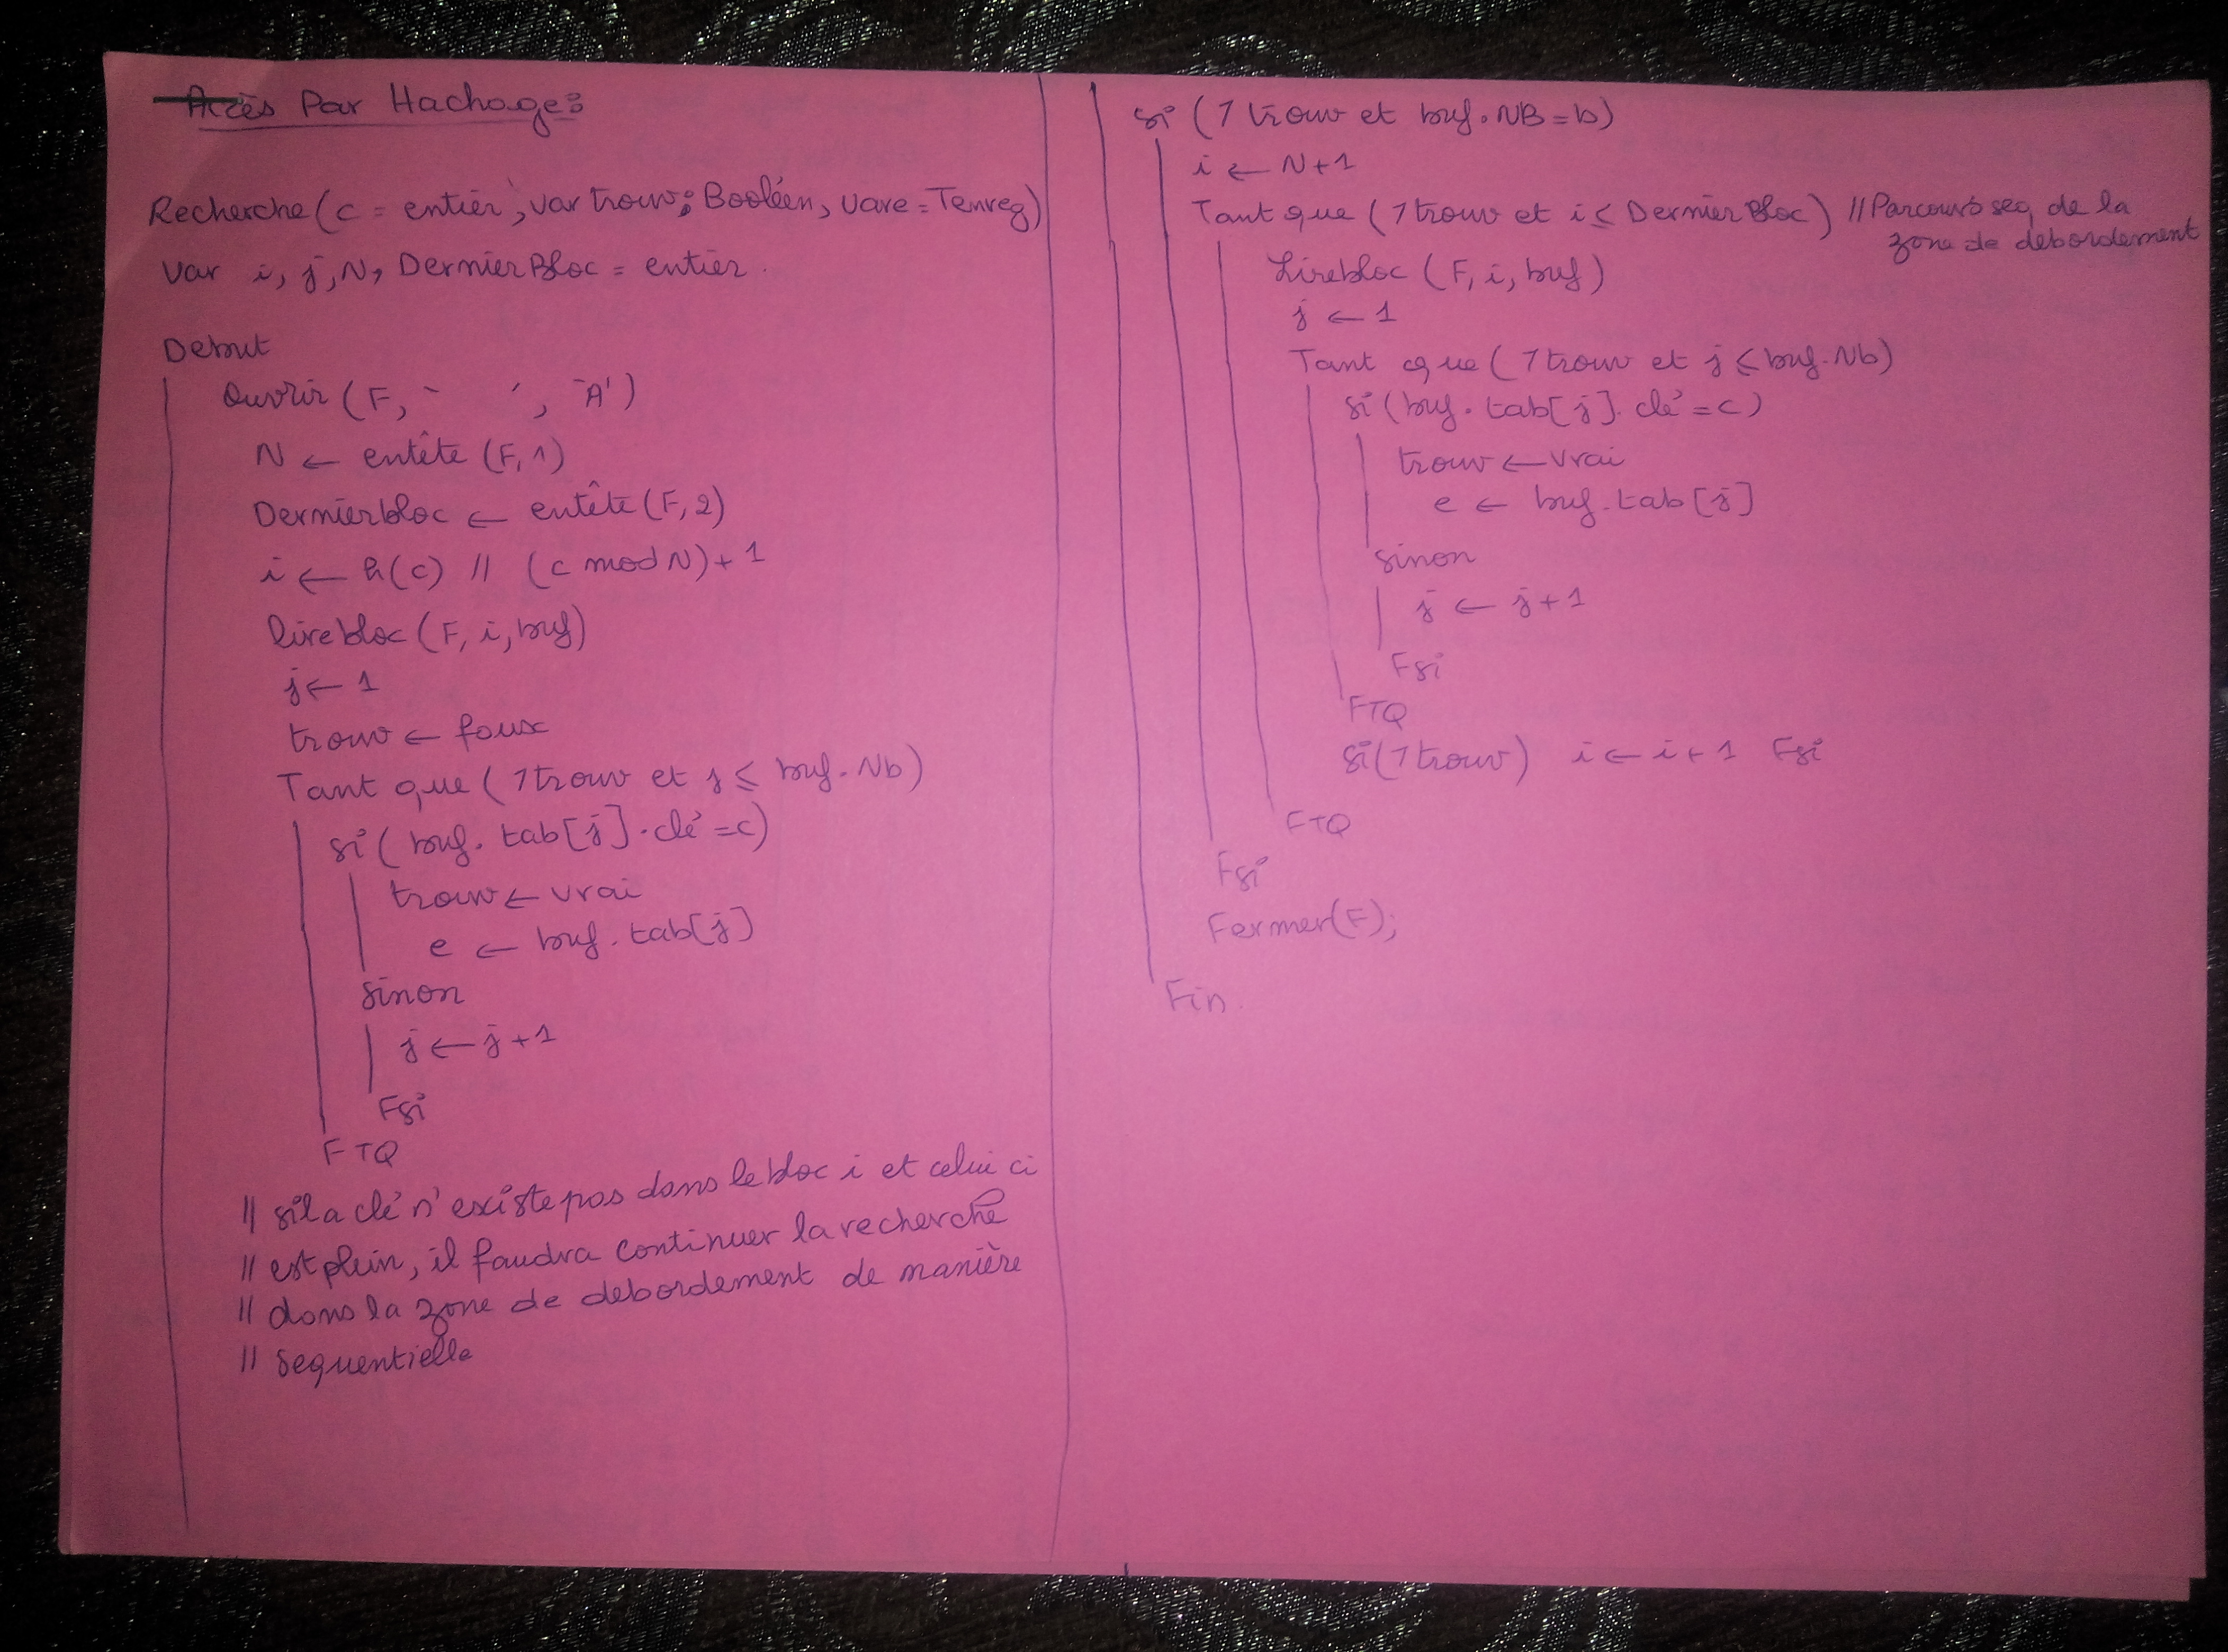 Accès Par Hachage:
Recherche(c = entier, var trouv: Booléen, vare = Tenreg)
Var i, j, N, DernierBloc = entier.
Debut
Ouvrir (F, ` ´, `A')
N ← entête (F, 1)
Dernierbloc ← entête (F, 2)
i ← h(c) // (c mod N) + 1
lirebloc (F, i, buf)
j ← 1
trouv ← faux
Tant que (⌉trouv et j ≤ buf.Nb)
si (buf.tab[j].clé = c)
trouv ← vrai
e ← buf.tab[j]
sinon
j ← j + 1
Fsi
FTQ
// si la clé n'existe pas dans le bloc i et celui ci
// est plein, il faudra continuer la recherche
// dans la zone de debordement de manière
// sequentielle
si (⌉trouv et buf.NB = b)
i ← N + 1
Tant que (⌉trouv et i ≤ DernierBloc) // Parcours seq de la
zone de debordement
Lirebloc (F, i, buf)
j ← 1
Tant que (⌉trouv et j ≤ buf.Nb)
si (buf.tab[j].clé = c)
trouv ← vrai
e ← buf.tab[j]
sinon
j ← j + 1
Fsi
FTQ
si (⌉trouv) i ← i + 1 Fsi
FTQ
Fsi
Fermer(F);
Fin.